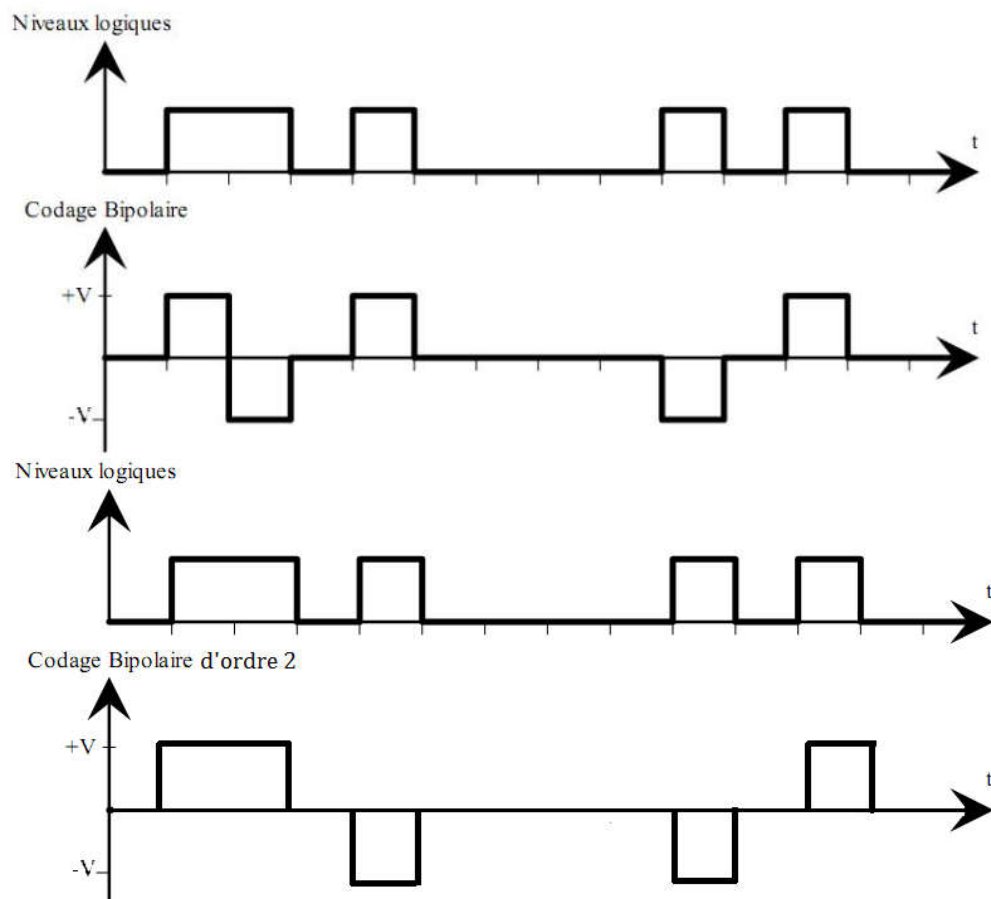 Niveaux logiques
t
Codage Bipolaire
+V
t
-V
Niveaux logiques
t
Codage Bipolaire d'ordre 2
+V
t
-V